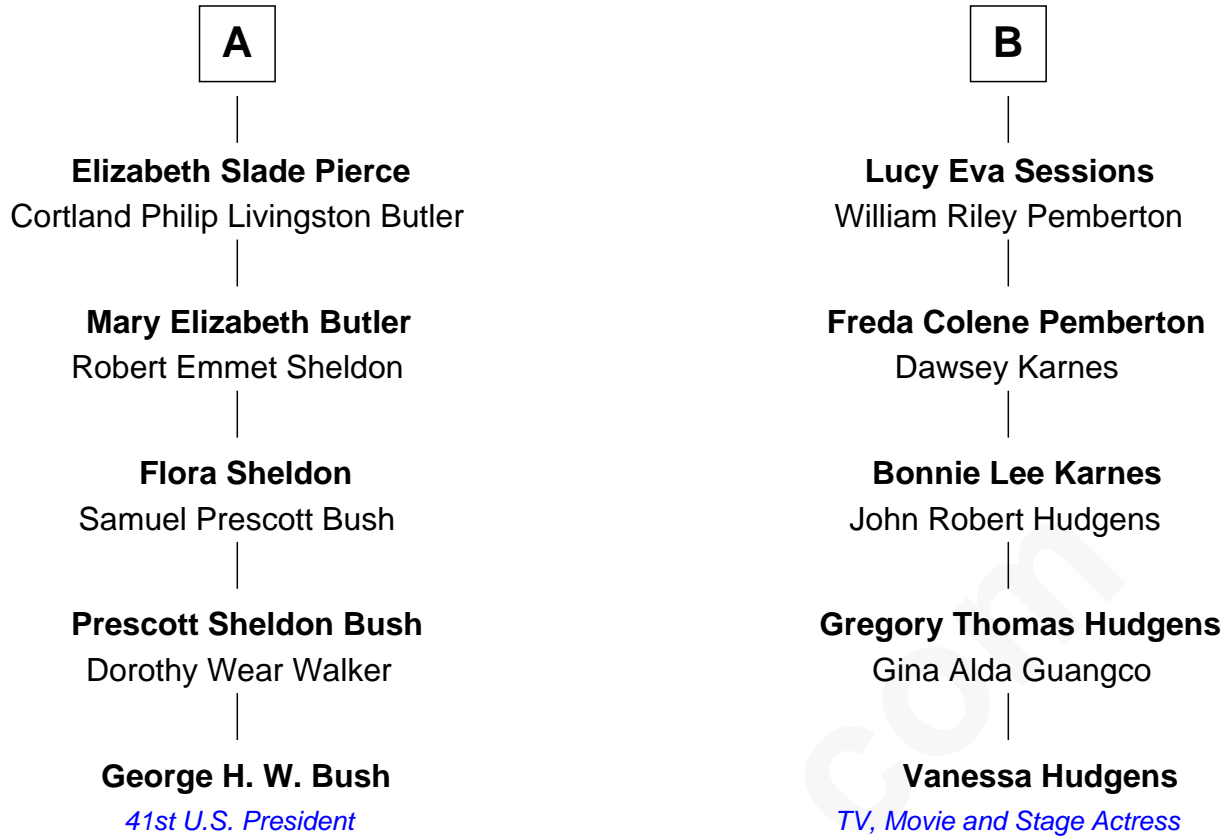 A
Elizabeth Slade Pierce
Cortland Philip Livingston Butler
Mary Elizabeth Butler
Robert Emmet Sheldon
Flora Sheldon
Samuel Prescott Bush
Prescott Sheldon Bush
Dorothy Wear Walker
George H. W. Bush
41st U.S. President
B
Lucy Eva Sessions
William Riley Pemberton
Freda Colene Pemberton
Dawsey Karnes
Bonnie Lee Karnes
John Robert Hudgens
Gregory Thomas Hudgens
Gina Alda Guangco
Vanessa Hudgens
TV, Movie and Stage Actress
com